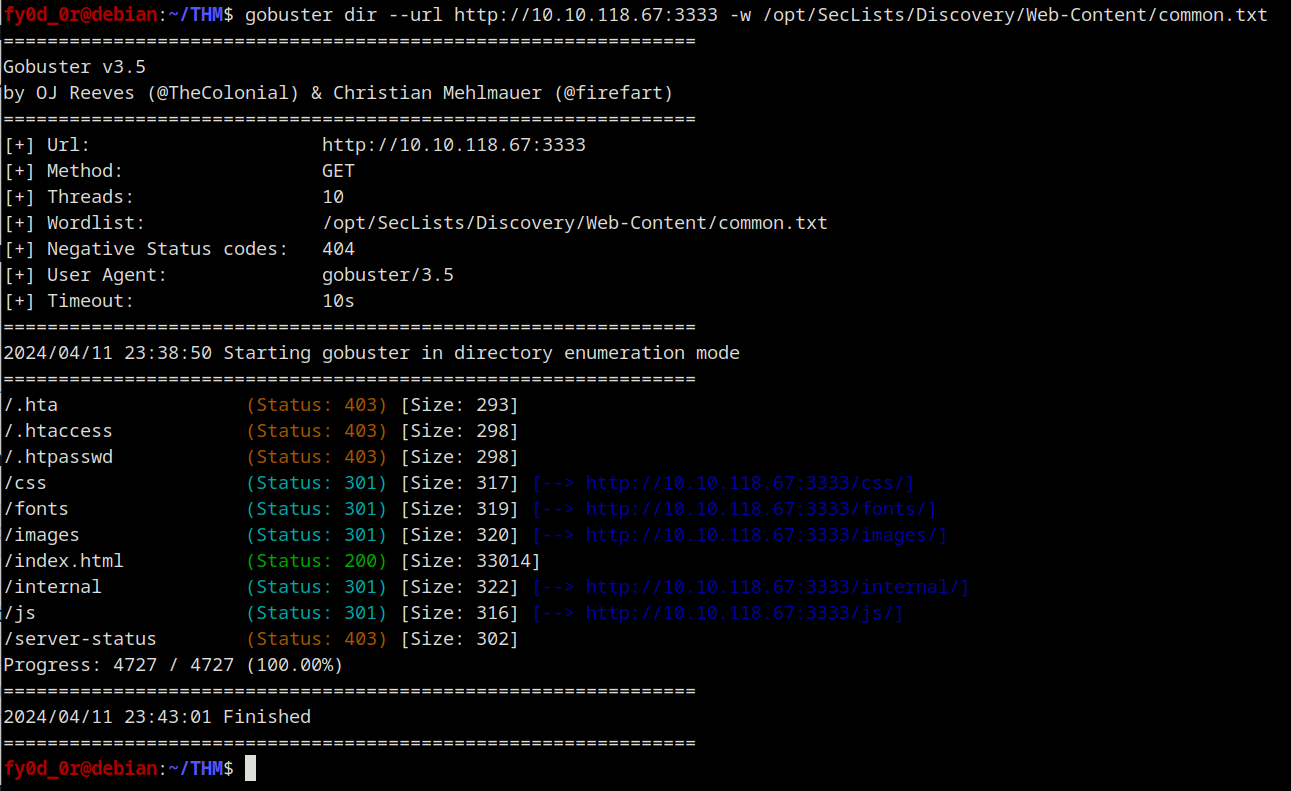 fy0d_0r@debian:~/THM$ gobuster dir --url http://10.10.118.67:3333 -w /opt/SecLists/Discovery/Web-Content/common.txt
===============================================================
Gobuster v3.5
by OJ Reeves (@TheColonial) & Christian Mehlmauer (@firefart)
===============================================================
[+] Url:                     http://10.10.118.67:3333
[+] Method:                  GET
[+] Threads:                 10
[+] Wordlist:                /opt/SecLists/Discovery/Web-Content/common.txt
[+] Negative Status codes:   404
[+] User Agent:              gobuster/3.5
[+] Timeout:                 10s
===============================================================
2024/04/11 23:38:50 Starting gobuster in directory enumeration mode
===============================================================
/.hta                 (Status: 403) [Size: 293]
/.htaccess            (Status: 403) [Size: 298]
/.htpasswd            (Status: 403) [Size: 298]
/css                  (Status: 301) [Size: 317] [--> http://10.10.118.67:3333/css/]
/fonts                (Status: 301) [Size: 319] [--> http://10.10.118.67:3333/fonts/]
/images               (Status: 301) [Size: 320] [--> http://10.10.118.67:3333/images/]
/index.html           (Status: 200) [Size: 33014]
/internal             (Status: 301) [Size: 322] [--> http://10.10.118.67:3333/internal/]
/js                   (Status: 301) [Size: 316] [--> http://10.10.118.67:3333/js/]
/server-status        (Status: 403) [Size: 302]
Progress: 4727 / 4727 (100.00%)
===============================================================
2024/04/11 23:43:01 Finished
===============================================================
fy0d_0r@debian:~/THM$